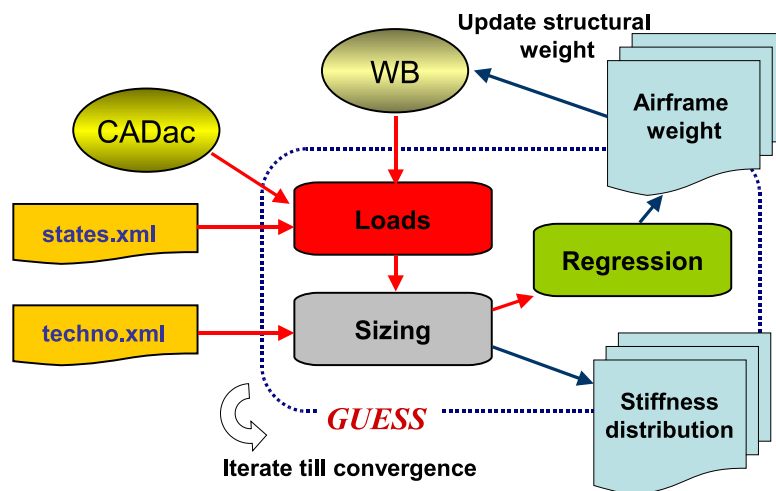 Update structural
weight
WB
Airframe
weight
CADac
states.xml
Loads
Regression
techno.xml
Sizing
Stiffness
distribution
GUESS
Iterate till convergence